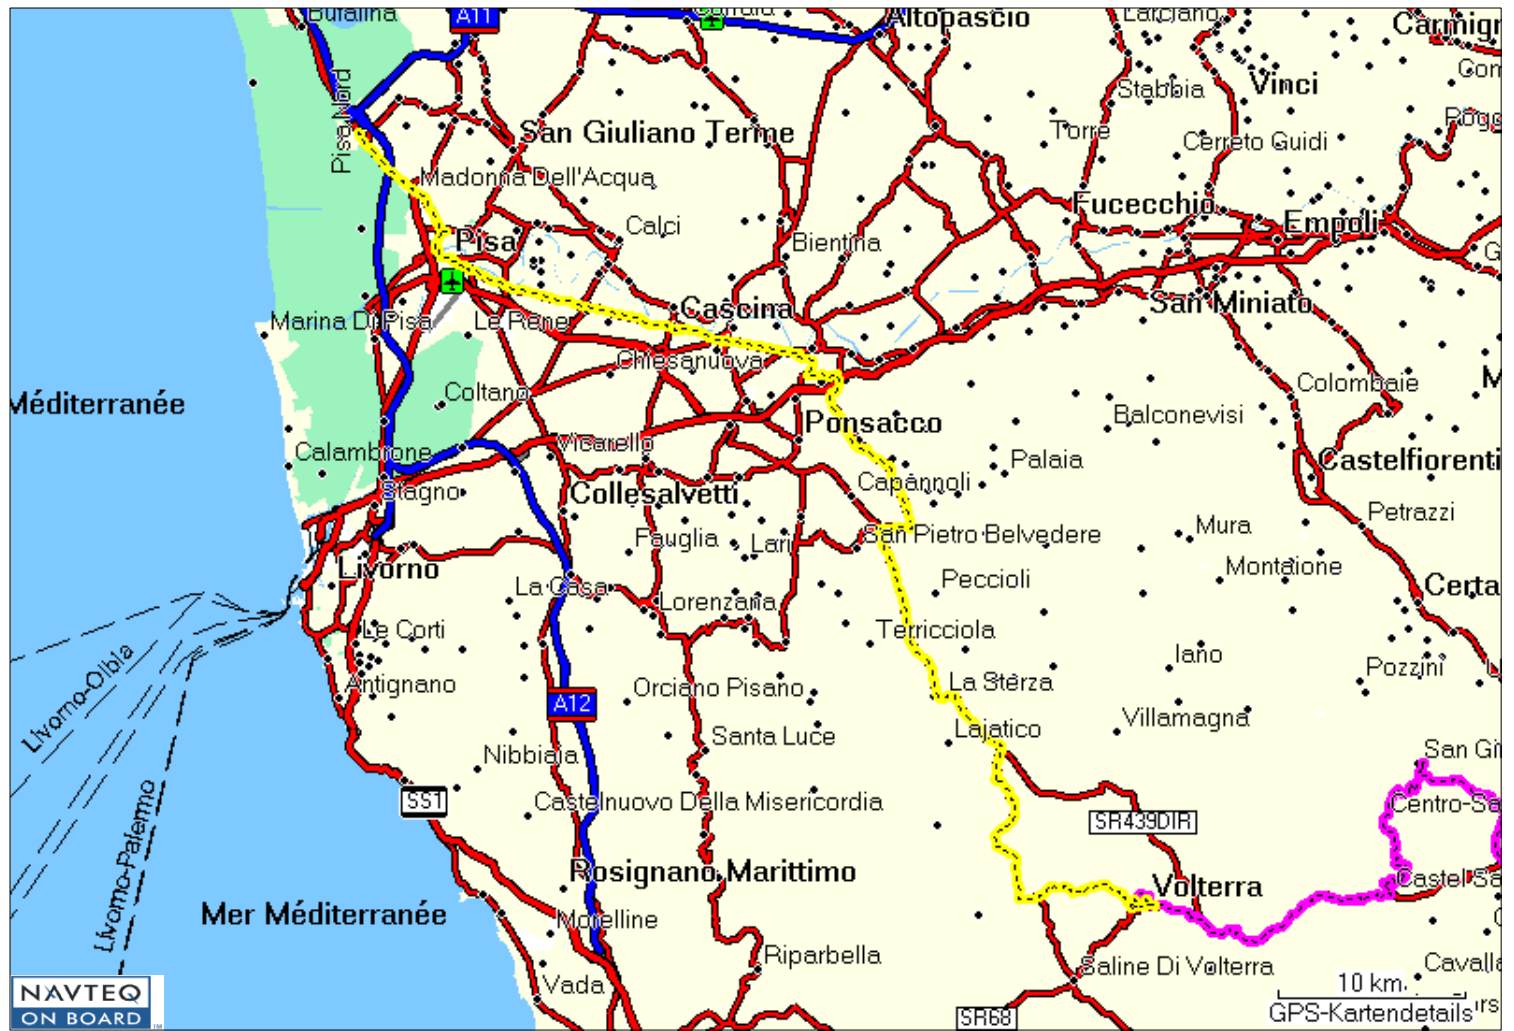 Bufalina
A11
Altopascio
Larciano
Carmigr
Pisa Nord
Vinci
Stabbia
San Giuliano Terme
Torre
Cerreto Guidi
Madonna Dell'Acqua
Fucecchio
Empoli
Calci
Pisa
Bientina
G
Cascina
San Miniato
Marina Di Pisa
Le Rene
Chiesanuova
Colombaie
M
Coltano
Méditerranée
Balconevisi
Ponsacco
Calambrone
Vicarello
Palaia
Castelfiorenti
Stagno
Collesalvetti
Capannoli
Petrazzi
Fauglia
Lari
San Pietro Belvedere
Mura
Livorno
Montaione
La Casa
Peccioli
Certa
Lorenzana
Le Corti
Terricciola
Iano
Pozzini
Livorno-Olbia
Antignano
Orciano Pisano
La Sterza
A12
Villamagna
Santa Luce
Lajatico
Nibbiaia
San Gi
SS1
Castelnuovo Della Misericordia
Centro-Sa
SR439DIR
Livorno-Palermo
Rosignano Marittimo
Volterra
Castel Sa
Mer Méditerranée
Morelline
Riparbella
Saline Di Volterra
Cavalla
Vada
10 km
NAVTEQ
ON BOARD
™
SR68
GPS-Kartendetails